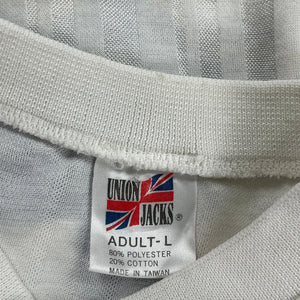 UNION
JACKS ®
ADULT-L
80% POLYESTER
20% COTTON
MADE IN TAIWAN